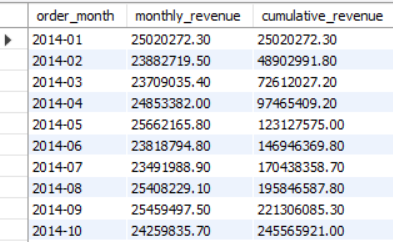 order_month monthly_revenue cumulative_revenue
2014-01 25020272.30 25020272.30
2014-02 23882719.50 48902991.80
2014-03 23709035.40 72612027.20
2014-04 24853382.00 97465409.20
2014-05 25662165.80 123127575.00
2014-06 23818794.80 146946369.80
2014-07 23491988.90 170438358.70
2014-08 25408229.10 195846587.80
2014-09 25459497.50 221306085.30
2014-10 24259835.70 245565921.00